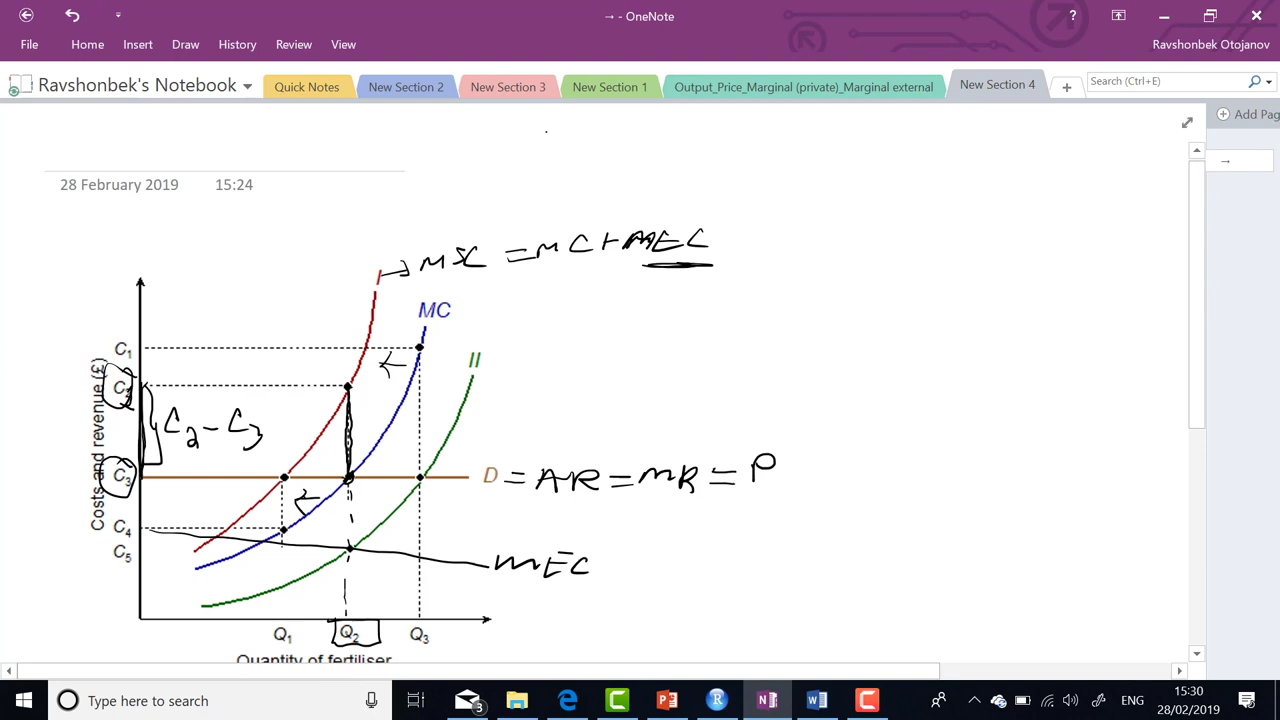 → - OneNote
?
File Home Insert Draw History Review View
Ravshonbek Otojanov
Ravshonbek's Notebook
Quick Notes
New Section 2
New Section 3
New Section 1
Output_Price_Marginal (private)_Marginal external
New Section 4
+
Search (Ctrl+E)
Add Pag
→
28 February 2019 15:24
MSC = MC + MEC
MC
II
C₁
C₂
C₂ - C₃
C₃
D = AR = MR = P
C₄
C₅
MEC
Costs and revenue (£)
Q₁ Q₂ Q₃
Quantity of fertiliser
Type here to search
3
ENG
15:30
28/02/2019